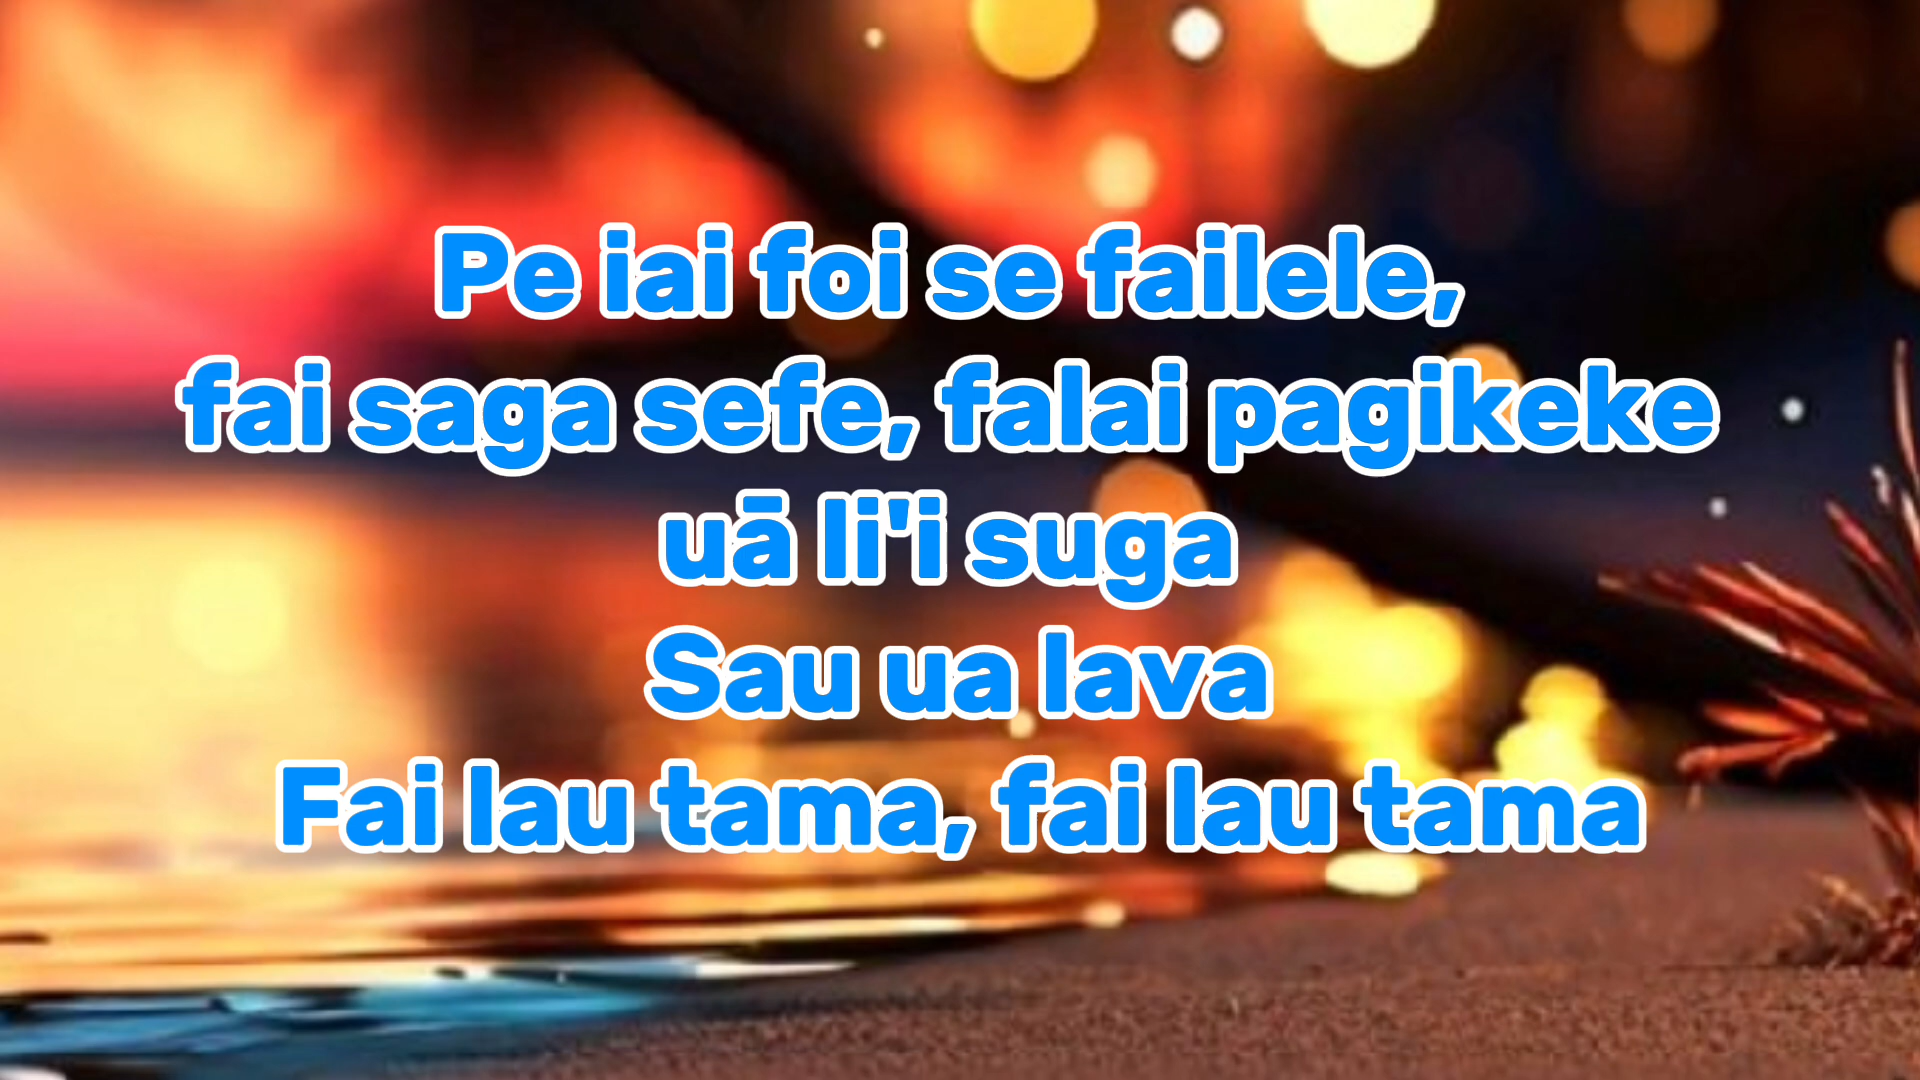 Pe iai foi se failele,
fai saga sefe, falai pagikeke
uā li'i suga
Sau ua lava
Fai lau tama, fai lau tama